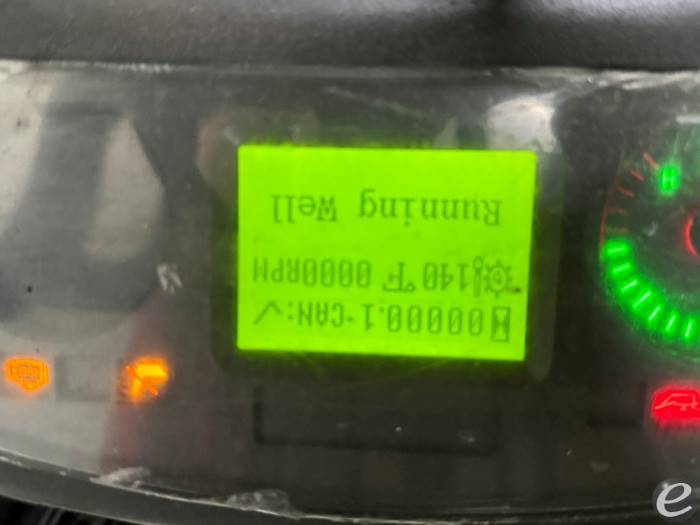 00000.1·CAN:✓
140°F 0000RPM
Running Well
H
e